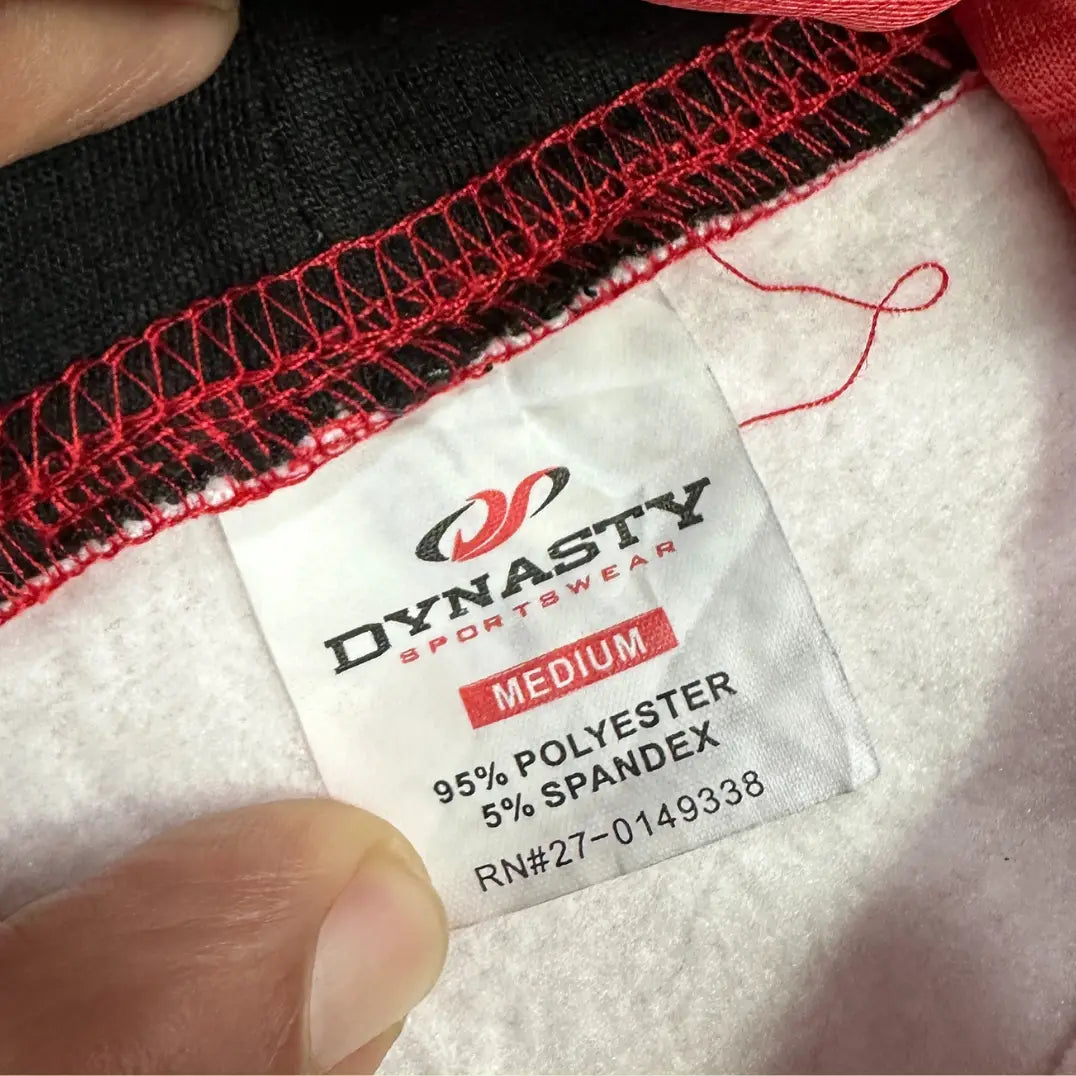 DYNASTY
SPORTSWEAR
MEDIUM
95% POLYESTER
5% SPANDEX
RN#27-0149338